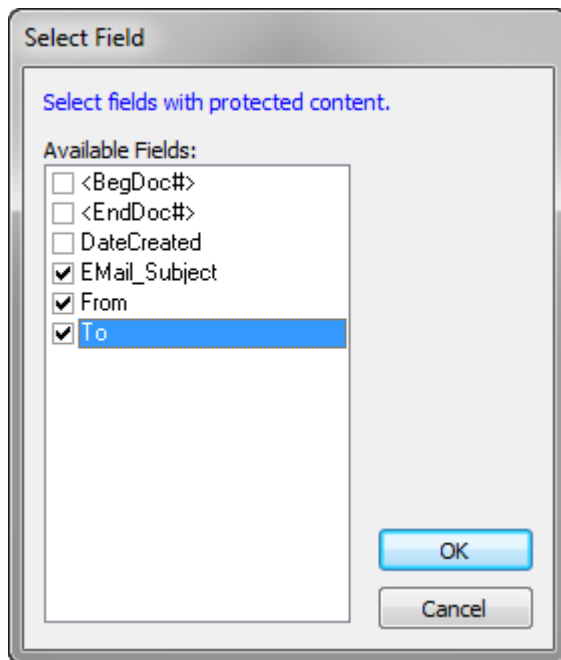 Select Field
Select fields with protected content.
Available Fields:
<BegDoc#>
<EndDoc#>
DateCreated
EMail_Subject
From
To
OK
Cancel